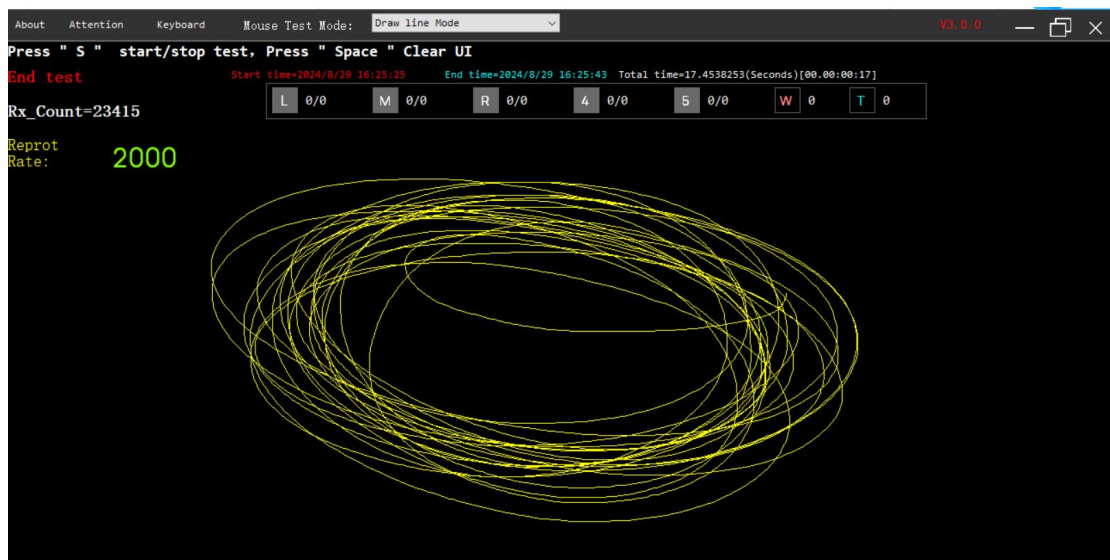 About Attention Keyboard Mouse Test Mode: Draw line Mode V3.0.0
Press " S " start/stop test, Press " Space " Clear UI
End test Start time=2024/8/29 16:25:25 End time=2024/8/29 16:25:43 Total time=17.4538253(Seconds)[00.00:00:17]
L 0/0 M 0/0 R 0/0 4 0/0 5 0/0 W 0 T 0
Rx_Count=23415
Reprot
Rate: 2000